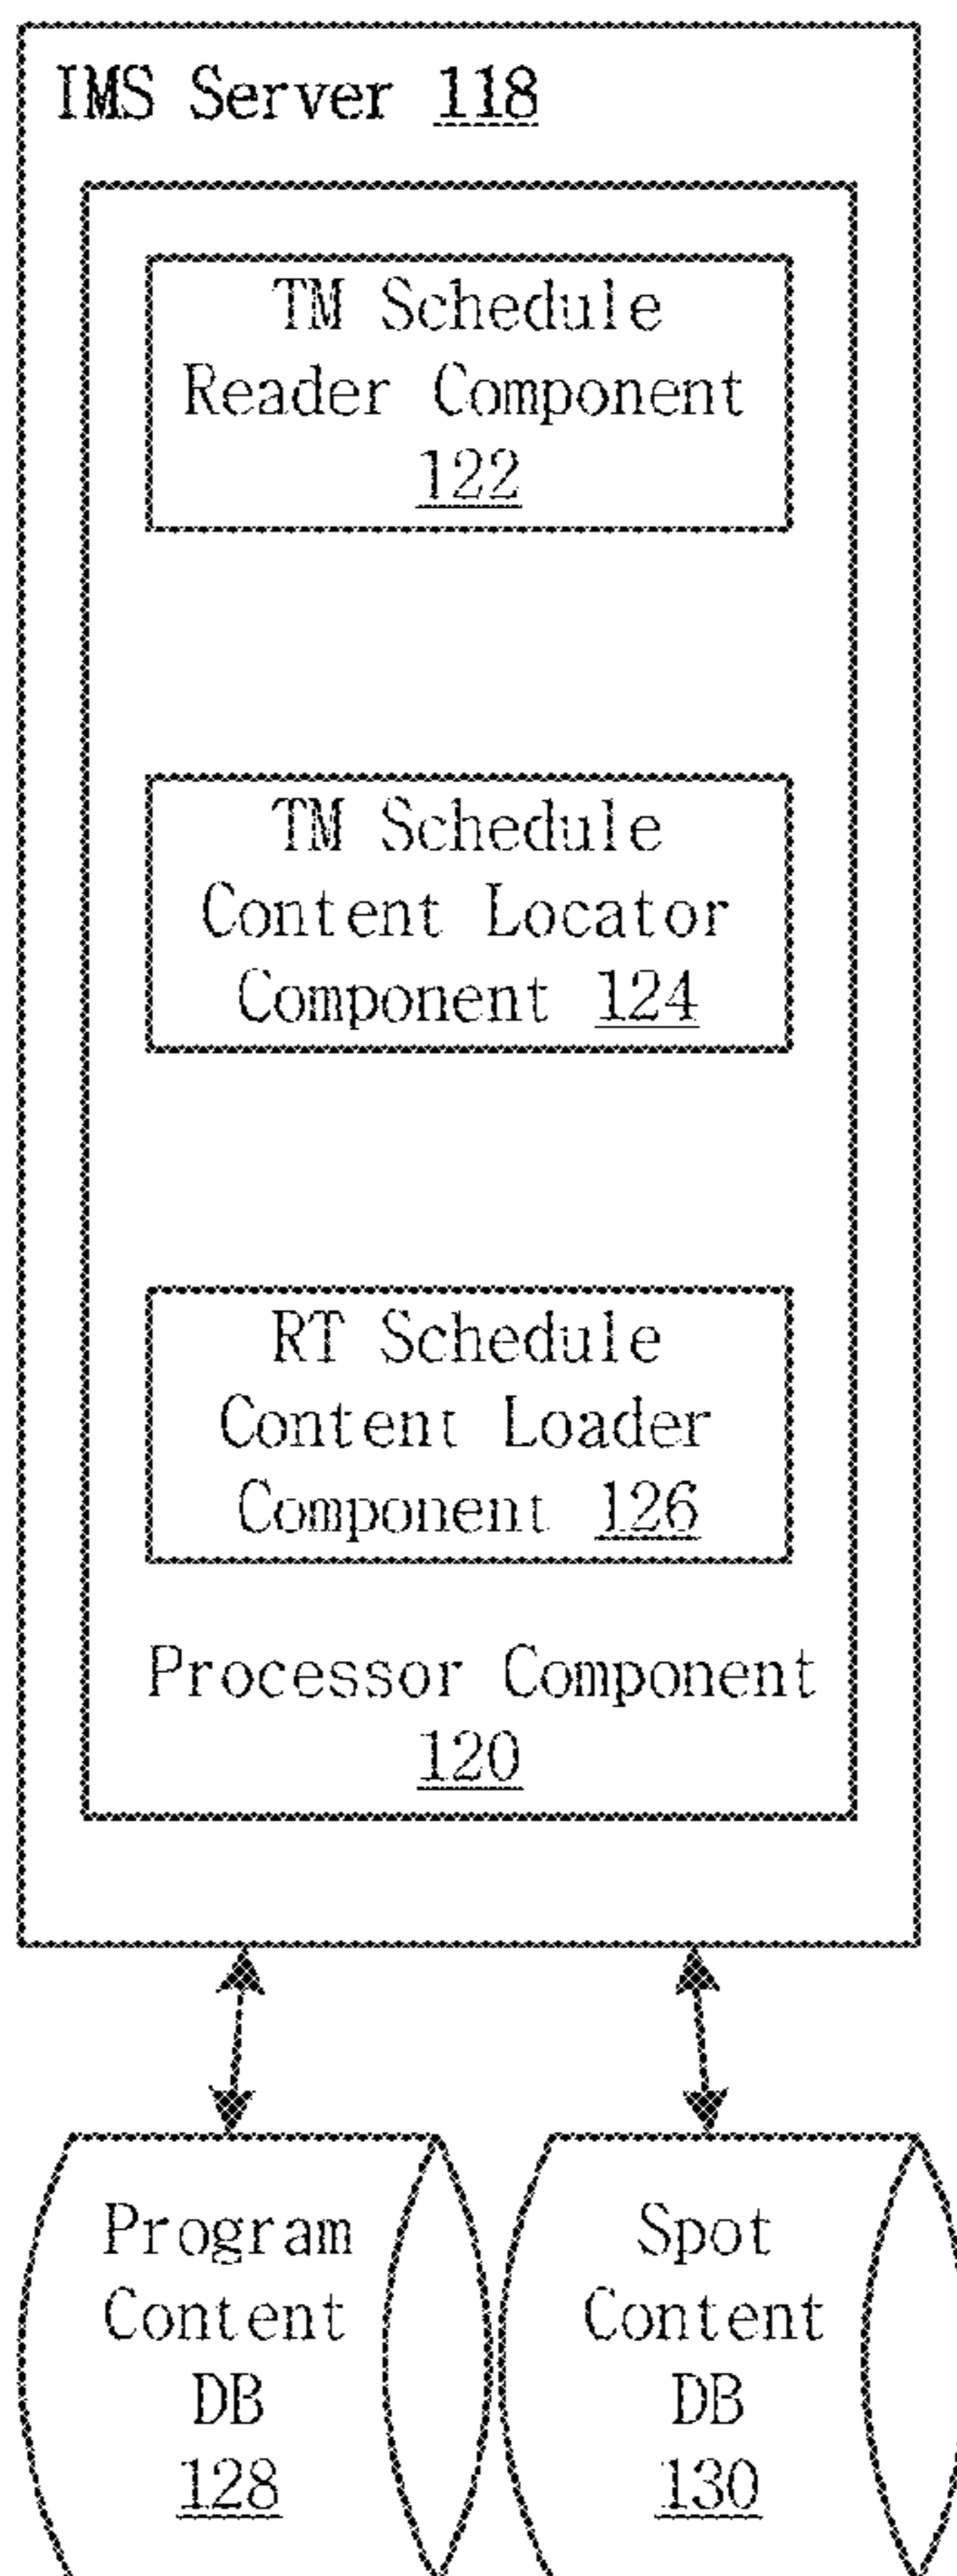 IMS Server 118
TM Schedule
Reader Component
122
TM Schedule
Content Locator
Component 124
RT Schedule
Content Loader
Component 126
Processor Component
120
Program
Content
DB
128
Spot
Content
DB
130